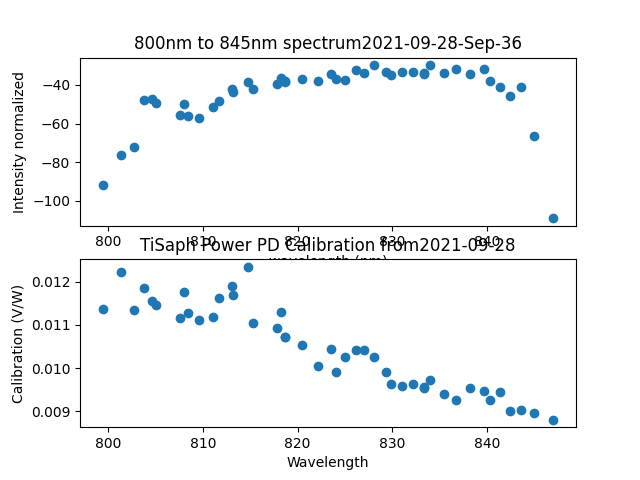 800nm to 845nm spectrum2021-09-28-Sep-36
Intensity normalized
−40
−60
−80
−100
800 810 820 830 840
wavelength (nm)
TiSaph Power PD Calibration from2021-09-28
Calibration (V/W)
0.012
0.011
0.010
0.009
800 810 820 830 840
Wavelength